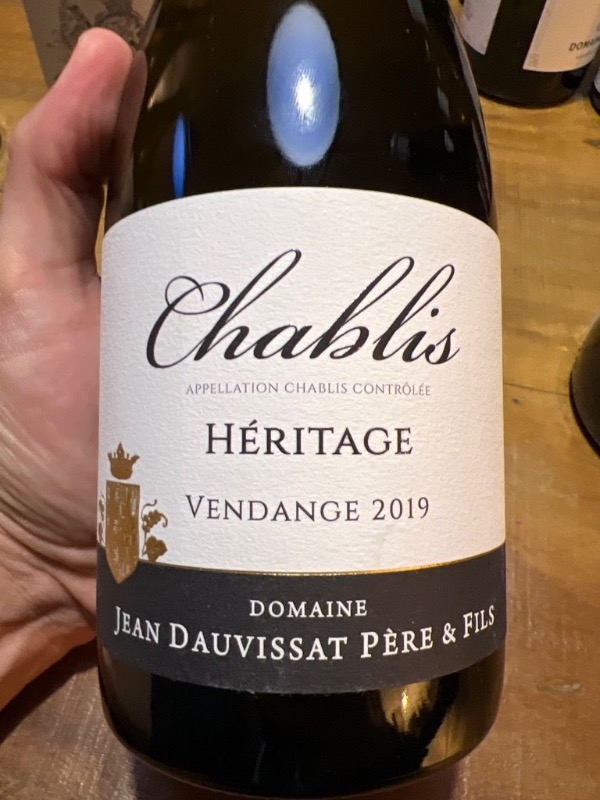 Chablis
APPELLATION CHABLIS CONTRÔLÉE
HÉRITAGE
VENDANGE 2019
DOMAINE
JEAN DAUVISSAT PÈRE & FILS